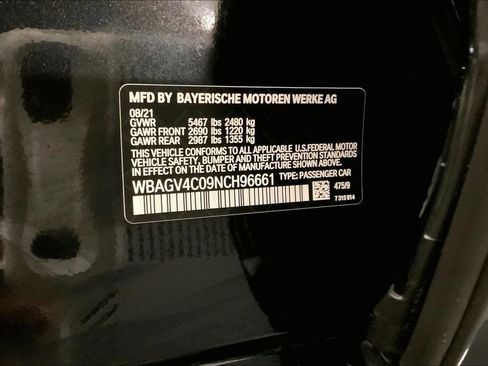 MFD BY BAYERISCHE MOTOREN WERKE AG
08/21
GVWR 5467 lbs 2480 kg
GAWR FRONT 2690 lbs 1220 kg
GAWR REAR 2987 lbs 1355 kg
THIS VEHICLE CONFORMS TO ALL APPLICABLE U.S.FEDERAL MOTOR
VEHICLE SAFETY, BUMPER, AND THEFT PREVENTION STANDARDS
IN EFFECT ON THE DATE OF MANUFACTURE SHOWN ABOVE.
WBAGV4C09NCH96661 TYPE: PASSENGER CAR
475/9
T 315 814